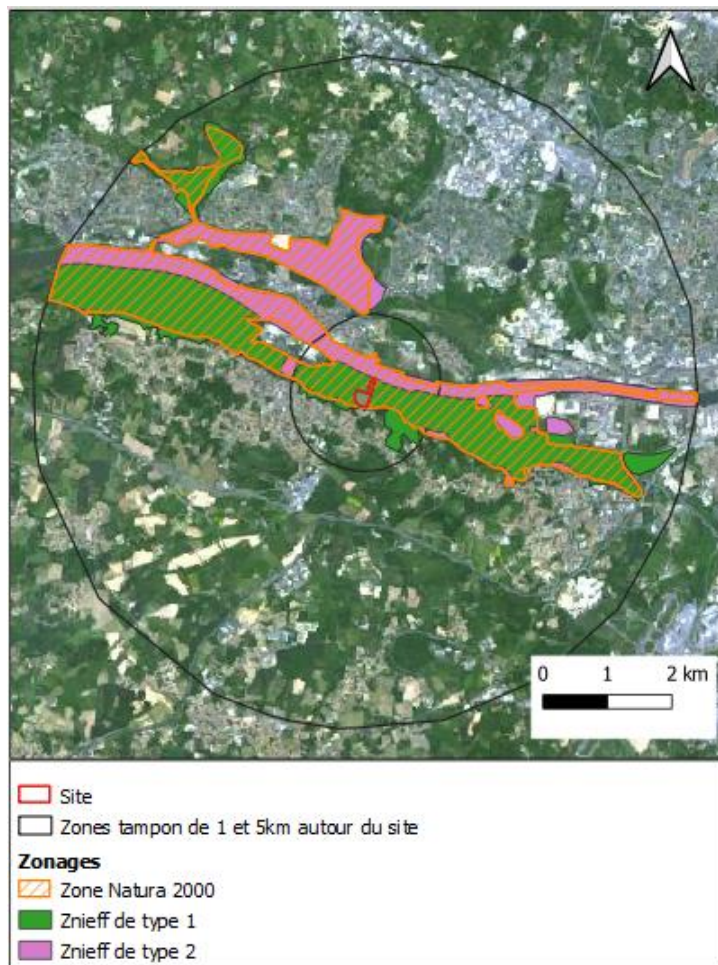 0 1 2 km
Site
Zones tampon de 1 et 5km autour du site
Zonages
Zone Natura 2000
Znieff de type 1
Znieff de type 2